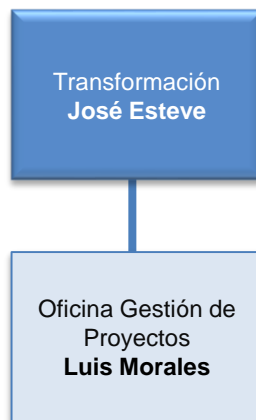 Transformación
José Esteve
Oficina Gestión de
Proyectos
Luis Morales